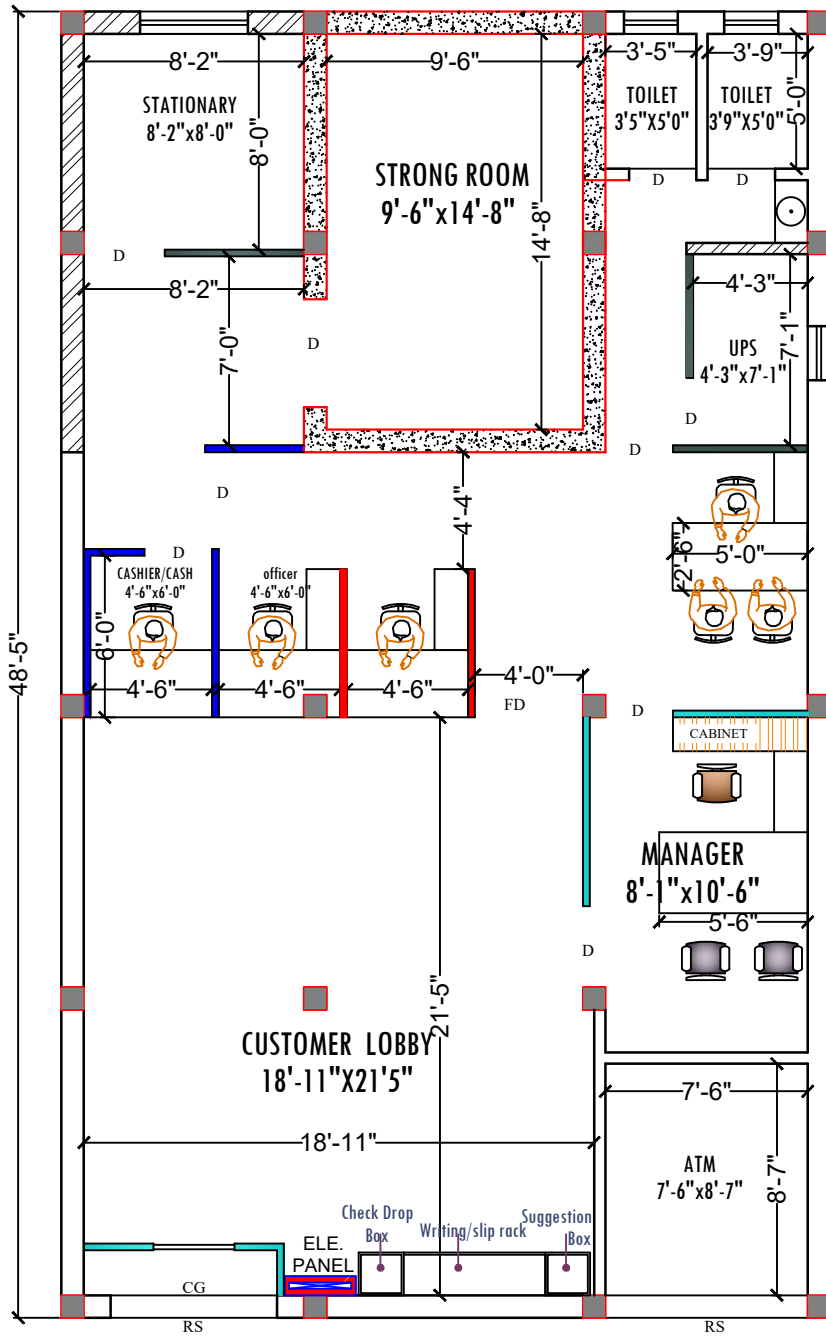 8'-2"
9'-6"
3'-5"
3'-9"
STATIONARY
8'-2"x8'-0"
8'-0"
TOILET
3'5"X5'0"
TOILET
3'9"X5'0"
5'-0"
STRONG ROOM
9'-6"x14'-8"
14'-8"
D
D
D
8'-2"
7'-0"
D
4'-3"
UPS
4'-3"x7'-1"
7'-1"
D
D
D
4'-4"
D
CASHIER/CASH
4'-6"x6'-0"
officer
4'-6"x6'-0"
2'-6"
5'-0"
6'-0"
48'-5"
4'-6"
4'-6"
4'-6"
4'-0"
FD
D
CABINET
MANAGER
8'-1"x10'-6"
5'-6"
D
21'-5"
CUSTOMER LOBBY
18'-11"X21'5"
7'-6"
18'-11"
ATM
7'-6"x8'-7"
8'-7"
Check Drop
Box
Writing/slip rack
Suggestion
Box
ELE.
PANEL
CG
RS
RS